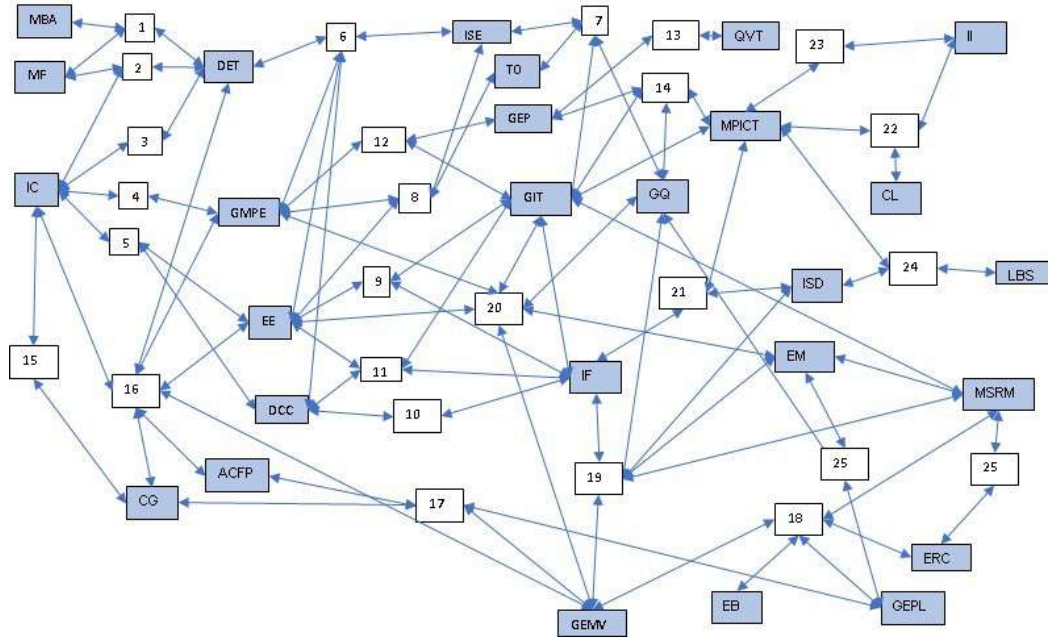 MBA
1
6
ISE
7
13
QVT
23
II
MF
2
DET
TO
14
GEP
MPICT
22
3
12
IC
4
GMPE
8
GIT
GQ
CL
5
9
20
21
ISD
24
LBS
EE
15
16
11
IF
EM
MSRM
DCC
10
ACFP
19
25
25
CG
17
18
ERC
EB
GEPL
GEMV